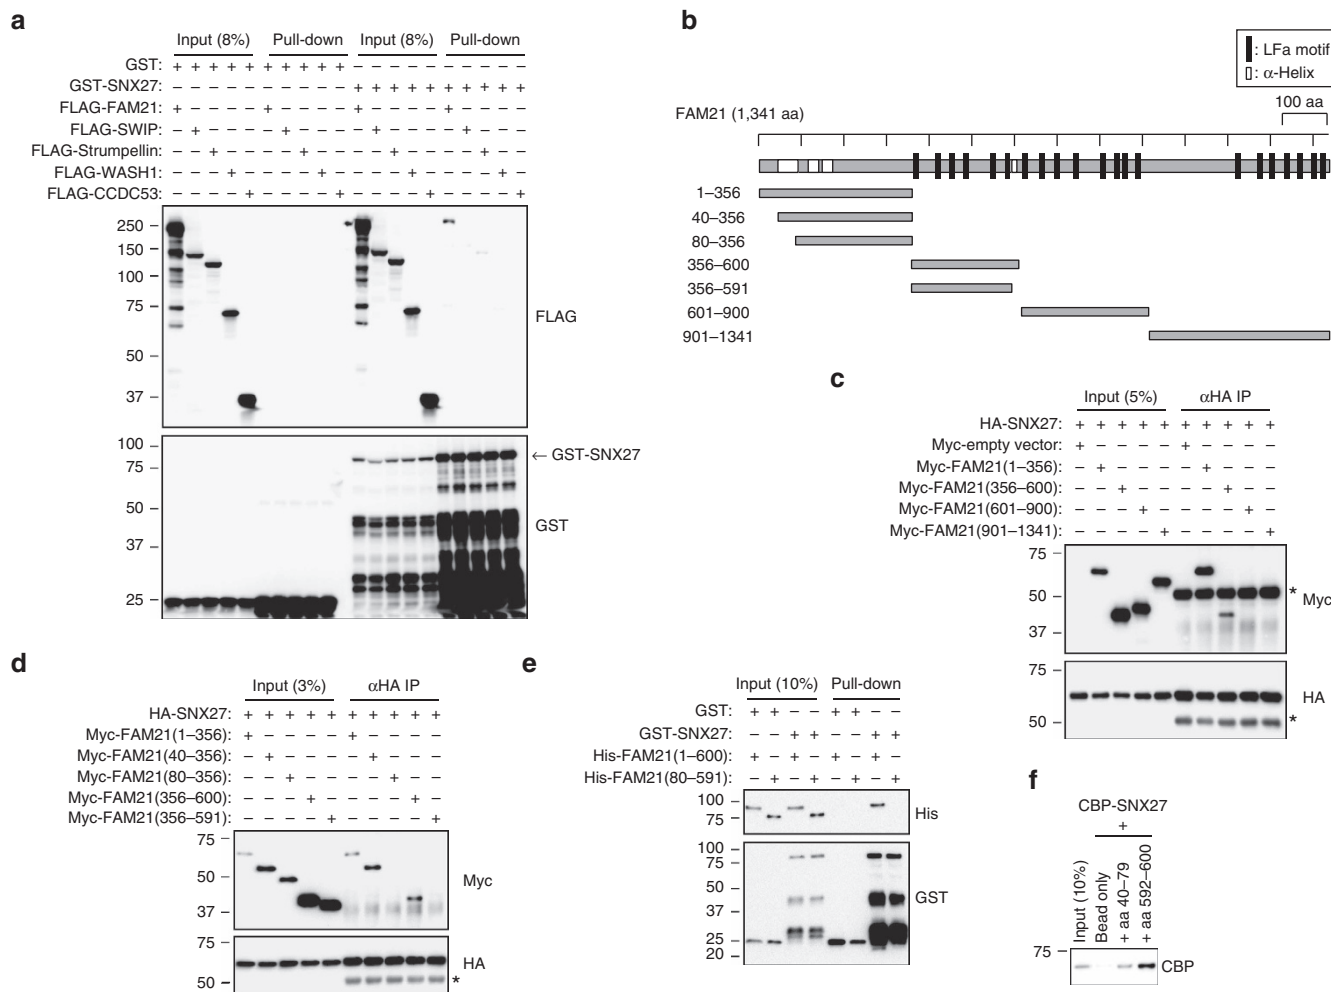 a
Input (8%) Pull-down Input (8%) Pull-down
GST: + + + + + + + + + + – – – – – – – – – –
GST-SNX27: – – – – – – – – – – + + + + + + + + + +
FLAG-FAM21: + – – – – + – – – – + – – – – + – – – –
FLAG-SWIP: – + – – – – + – – – – + – – – – + – – –
FLAG-Strumpellin: – – + – – – – + – – – – + – – – – + – –
FLAG-WASH1: – – – + – – – – + – – – – + – – – – + –
FLAG-CCDC53: – – – – + – – – – + – – – – + – – – – +
250
150
100
75
50
37
FLAG
100
75
50
37
25
← GST-SNX27
GST
b
: LFa motif
: α-Helix
100 aa
FAM21 (1,341 aa)
1–356
40–356
80–356
356–600
356–591
601–900
901–1341
c
Input (5%) αHA IP
HA-SNX27: + + + + + + + + + +
Myc-empty vector: + – – – – + – – – –
Myc-FAM21(1–356): – + – – – – + – – –
Myc-FAM21(356–600): – – + – – – – + – –
Myc-FAM21(601–900): – – – + – – – – + –
Myc-FAM21(901–1341): – – – – + – – – – +
75
50
37
*
Myc
75
50
HA
*
d
Input (3%) αHA IP
HA-SNX27: + + + + + + + + + +
Myc-FAM21(1–356): + – – – – + – – – –
Myc-FAM21(40–356): – + – – – – + – – –
Myc-FAM21(80–356): – – + – – – – + – –
Myc-FAM21(356–600): – – – + – – – – + –
Myc-FAM21(356–591): – – – – + – – – – +
75
50
37
Myc
75
50
HA
*
e
Input (10%) Pull-down
GST: + + – – + + – –
GST-SNX27: – – + + – – + +
His-FAM21(1–600): + – + – + – + –
His-FAM21(80–591): – + – + – + – +
100
75
His
100
75
50
37
25
20
GST
f
CBP-SNX27
+
Input (10%)
Bead only
+ aa 40–79
+ aa 592–600
75
CBP